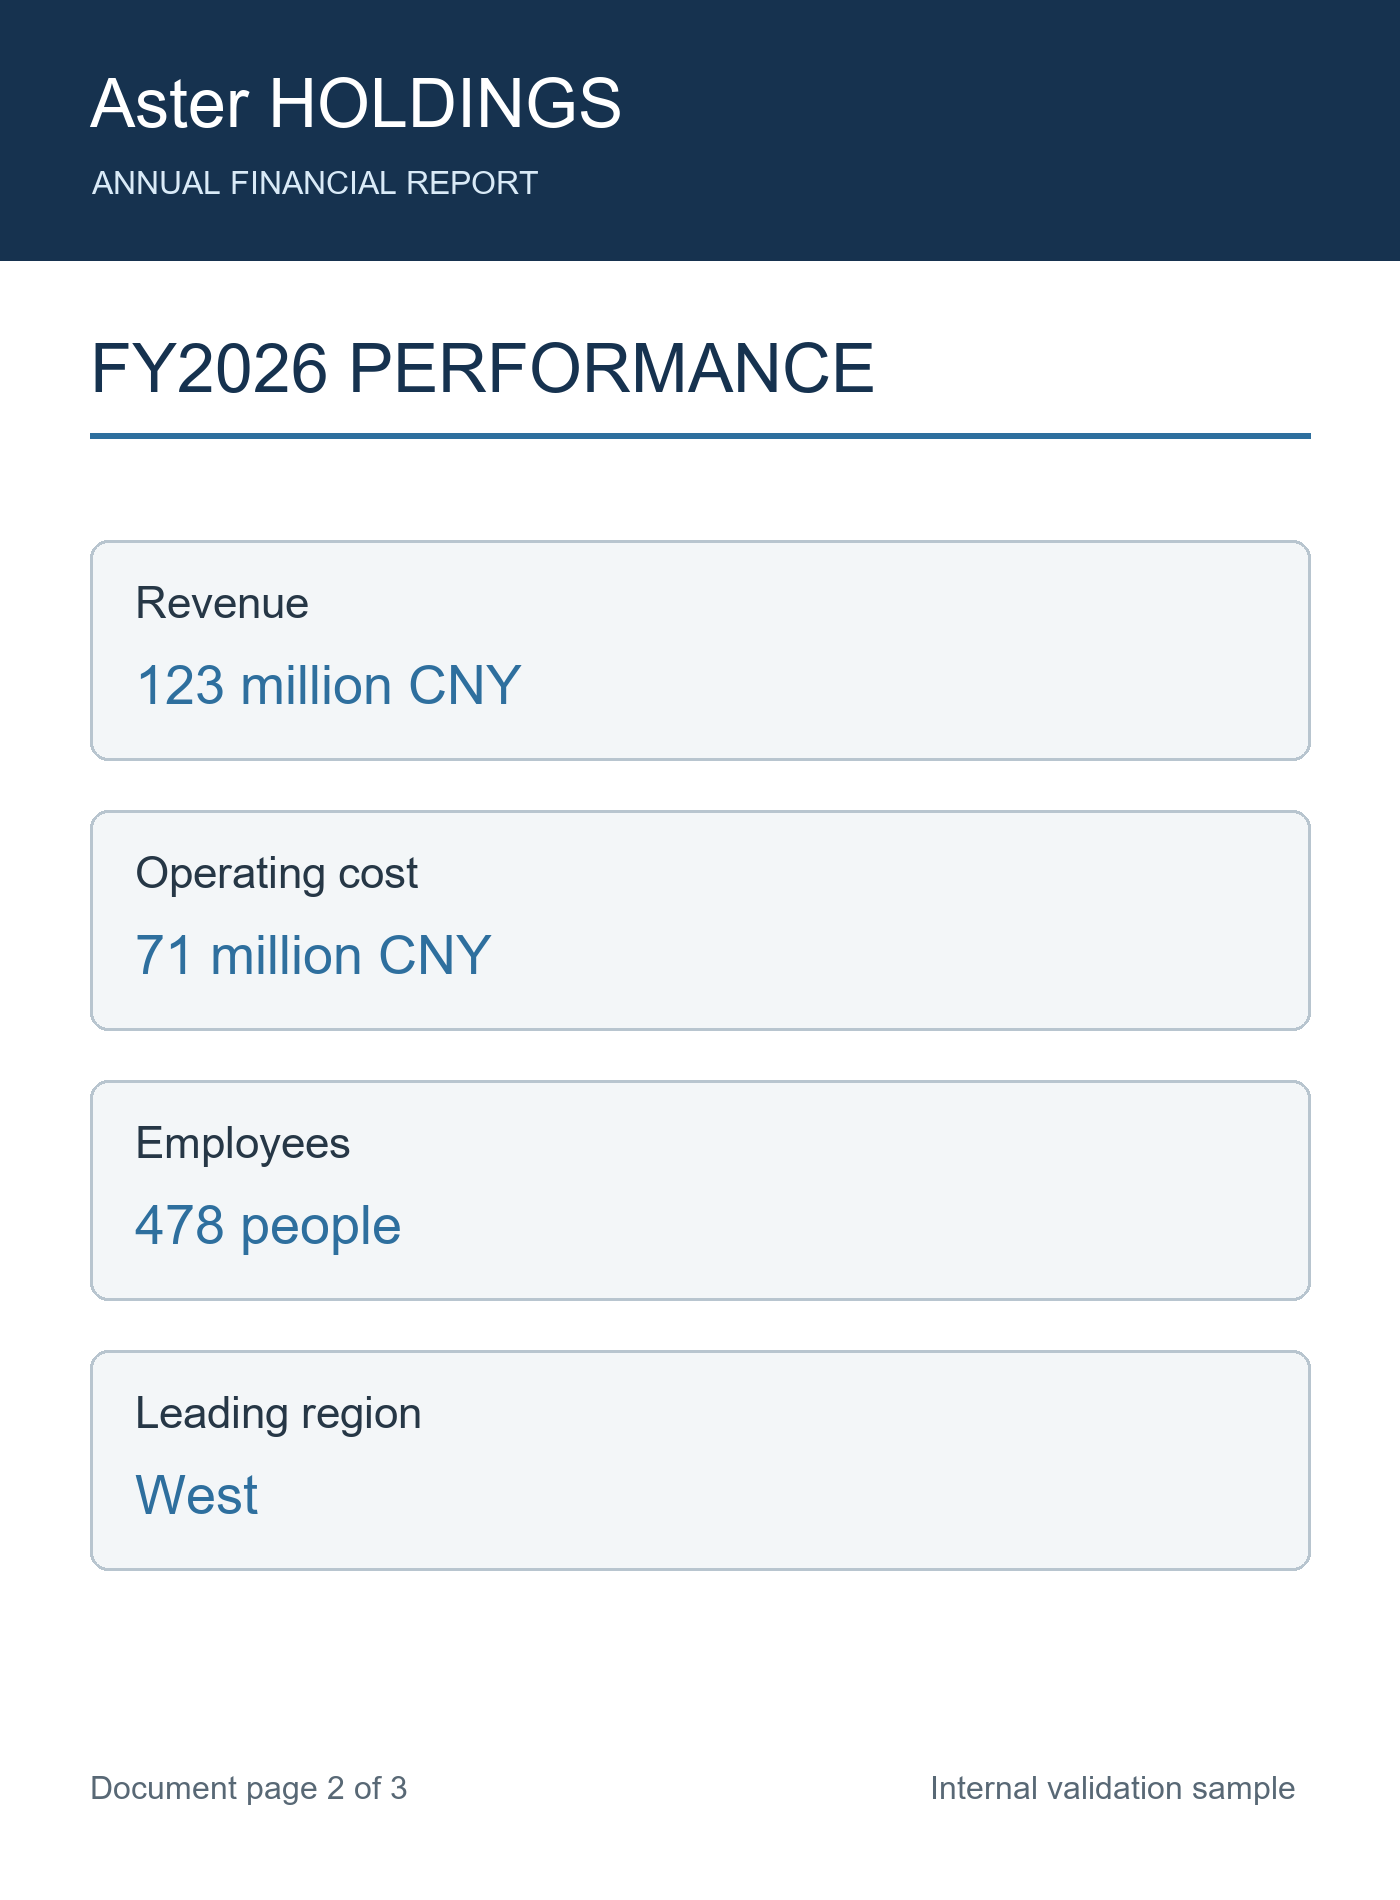 Aster HOLDINGS
ANNUAL FINANCIAL REPORT
FY2026 PERFORMANCE
Revenue
123 million CNY
Operating cost
71 million CNY
Employees
478 people
Leading region
West
Document page 2 of 3
Internal validation sample